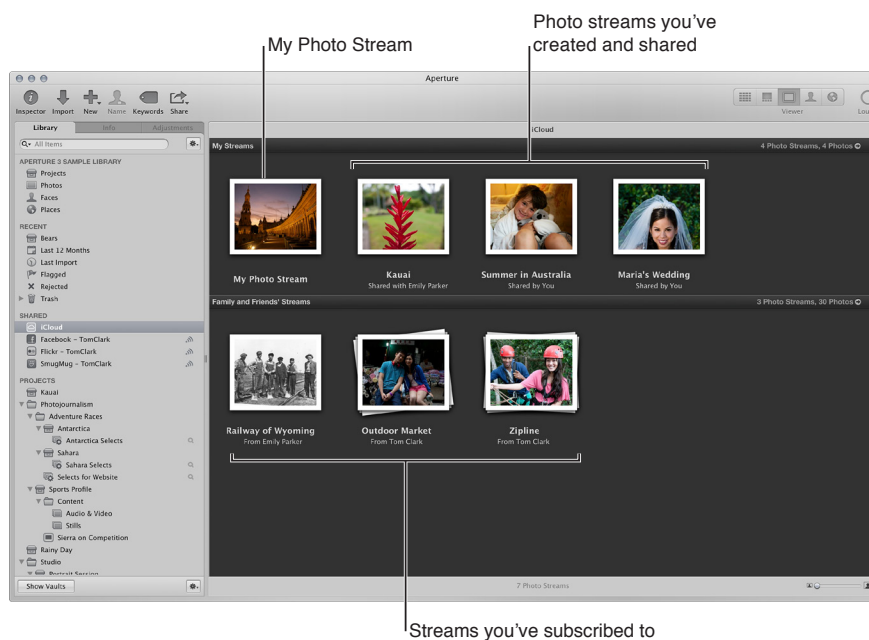 Photo streams you've
created and shared
My Photo Stream
Aperture
Inspector Import New Name Keywords Share
Viewer
Library Info Adjustments
iCloud
All Items
My Streams 4 Photo Streams, 4 Photos
APERTURE 3 SAMPLE LIBRARY
Projects
Photos
Faces
Places
RECENT
Bears
Last 12 Months
Last Import
Flagged
Rejected
Trash
SHARED
iCloud
Facebook – TomClark
Flickr – TomClark
SmugMug – TomClark
PROJECTS
Kauai
Photojournalism
Adventure Races
Antarctica
Antarctica Selects
Sahara
Sahara Selects
Selects for Website
Sports Profile
Content
Audio & Video
Stills
Sierra on Competition
Rainy Day
Studio
Portrait Session
Show Vaults
My Photo Stream
Kauai
Shared with Emily Parker
Summer in Australia
Shared by You
Maria's Wedding
Shared by You
Family and Friends' Streams 3 Photo Streams, 30 Photos
Railway of Wyoming
From Emily Parker
Outdoor Market
From Tom Clark
Zipline
From Tom Clark
7 Photo Streams
Streams you've subscribed to